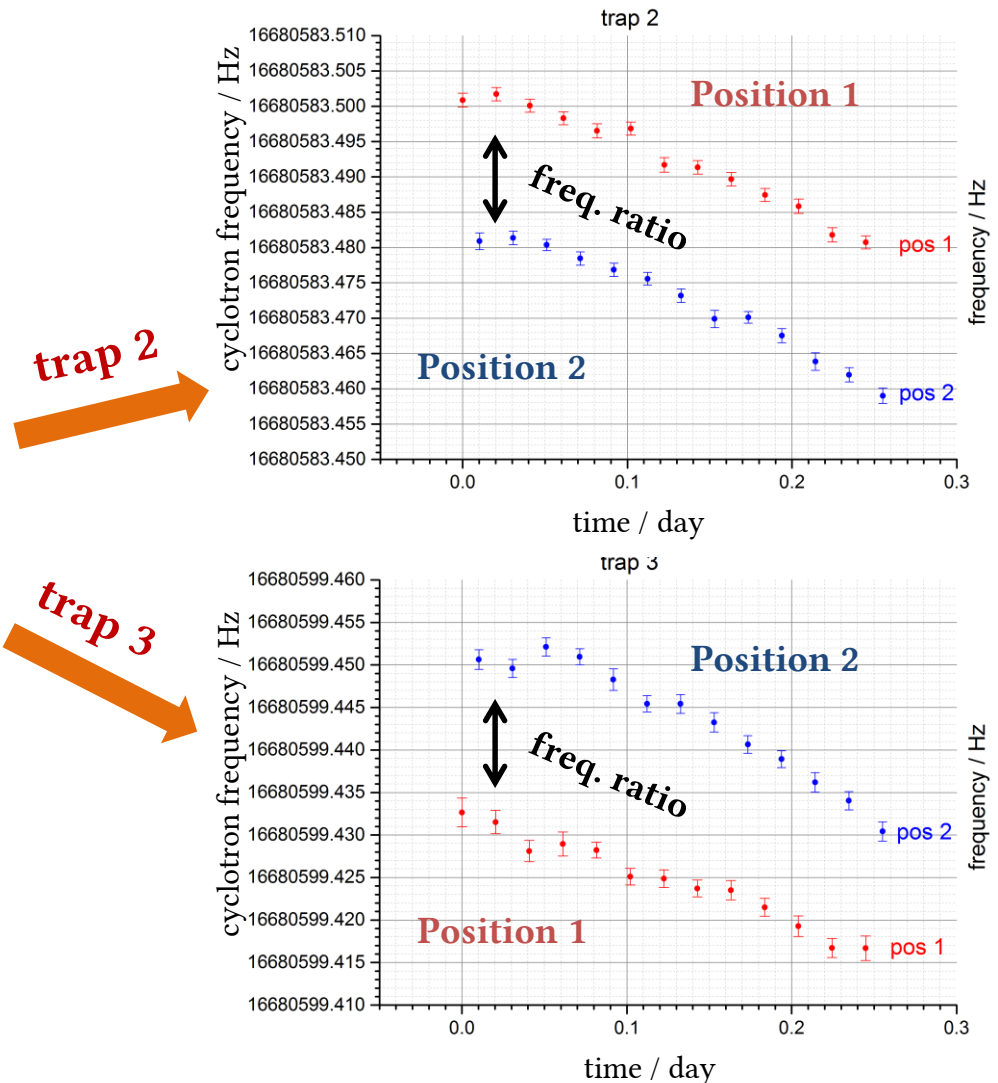 trap 2
16680583.510
16680583.505
16680583.500
16680583.495
16680583.490
16680583.485
16680583.480
16680583.475
16680583.470
16680583.465
16680583.460
16680583.455
16680583.450
cyclotron frequency / Hz
Position 1
freq. ratio
pos 1
Position 2
pos 2
frequency / Hz
trap 2
0.0 0.1 0.2 0.3
time / day
trap 3
16680599.460
16680599.455
16680599.450
16680599.445
16680599.440
16680599.435
16680599.430
16680599.425
16680599.420
16680599.415
16680599.410
cyclotron frequency / Hz
trap 3
Position 2
freq. ratio
pos 2
Position 1
pos 1
frequency / Hz
0.0 0.1 0.2 0.3
time / day